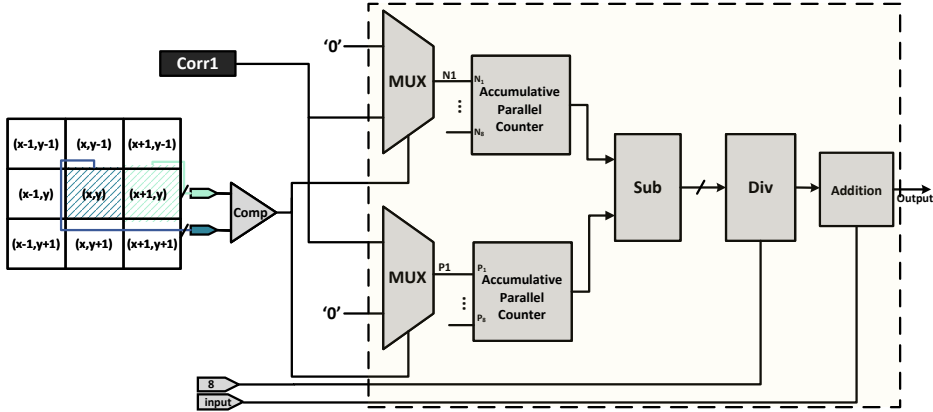 Corr1
(x-1,y-1) (x,y-1) (x+1,y-1)
(x-1,y) (x,y) (x+1,y)
(x-1,y+1) (x,y+1) (x+1,y+1)
Comp
'0'
MUX
N1
N1
...
N8
Accumulative
Parallel
Counter
MUX
'0'
P1
P1
...
P8
Accumulative
Parallel
Counter
Sub
Div
Addition
Output
8
input